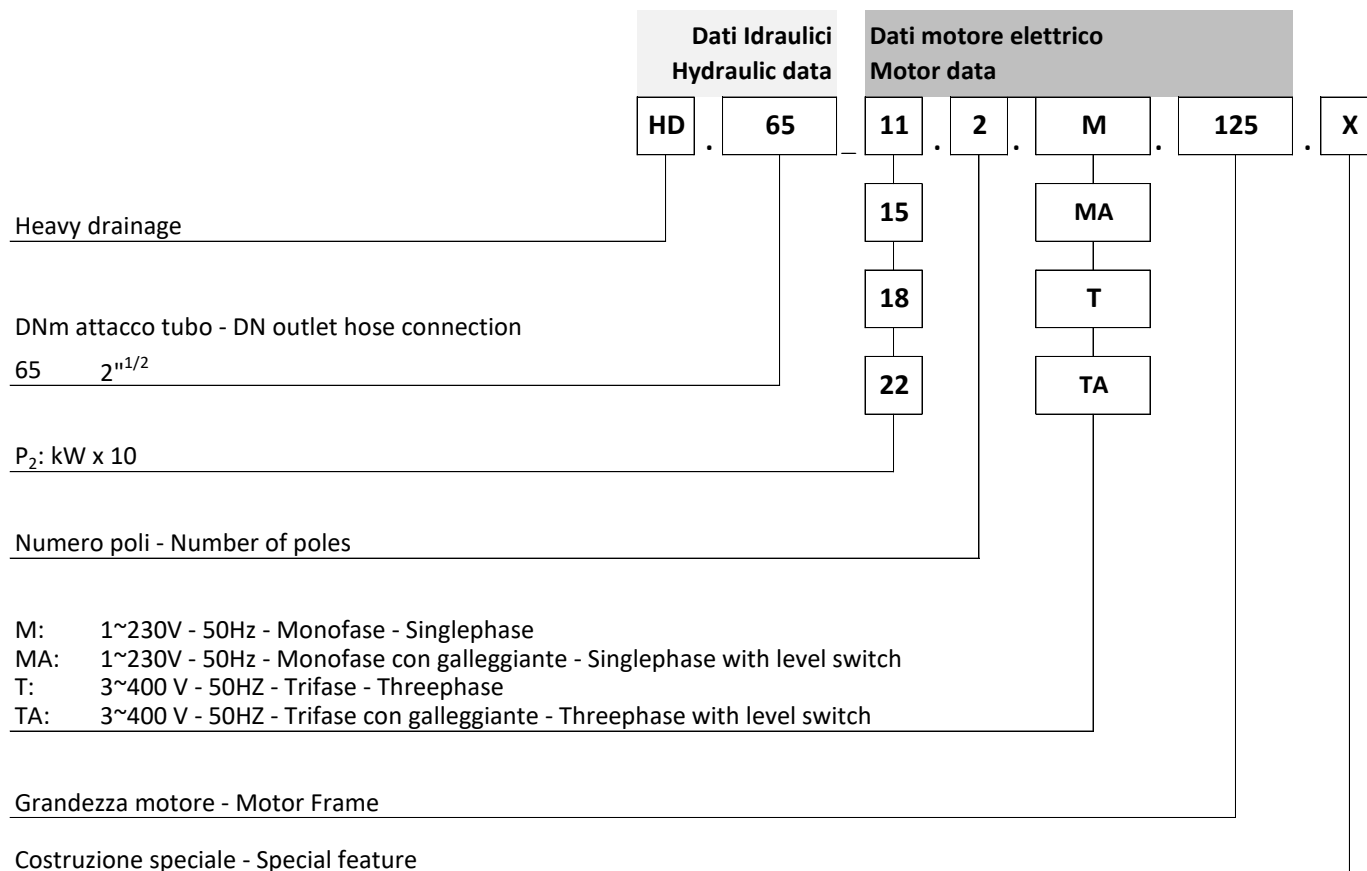 Dati Idraulici
Hydraulic data
Dati motore elettrico
Motor data
HD . 65 _ 11 . 2 . M . 125 . X
15 MA
Heavy drainage
18 T
DNm attacco tubo - DN outlet hose connection
65 2"1/2
22 TA
P2: kW x 10
Numero poli - Number of poles
M: 1~230V - 50Hz - Monofase - Singlephase
MA: 1~230V - 50Hz - Monofase con galleggiante - Singlephase with level switch
T: 3~400 V - 50HZ - Trifase - Threephase
TA: 3~400 V - 50HZ - Trifase con galleggiante - Threephase with level switch
Grandezza motore - Motor Frame
Costruzione speciale - Special feature